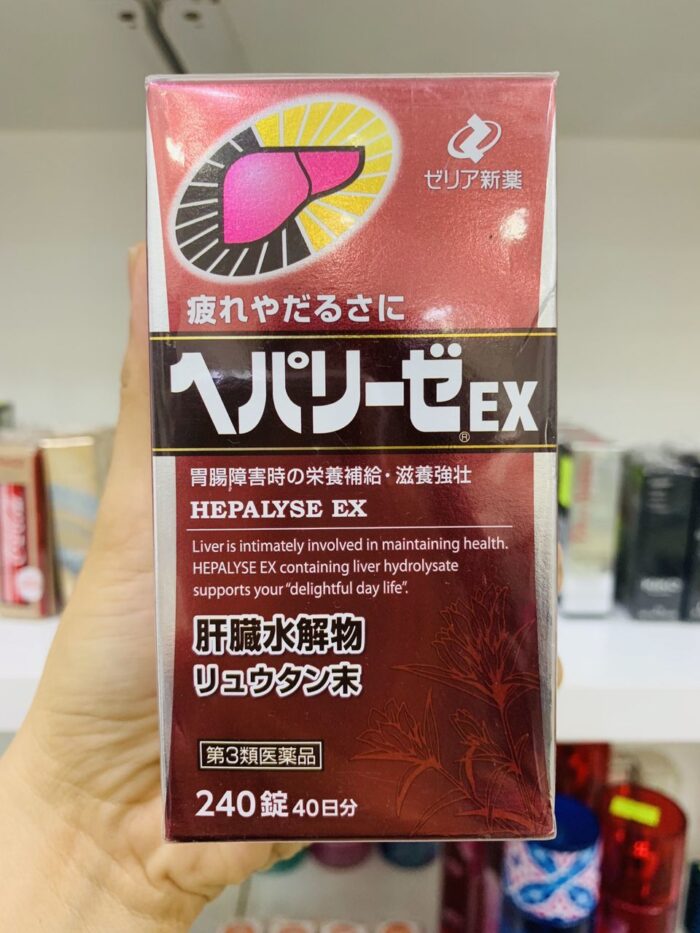 ゼリア新薬
疲れやだるさに
ヘパリーゼ®EX
胃腸障害時の栄養補給・滋養強壮
HEPALYSE EX
Liver is intimately involved in maintaining health.
HEPALYSE EX containing liver hydrolysate
supports your “delightful day life”.
肝臓水解物
リュウタン末
第3類医薬品
240錠 40日分